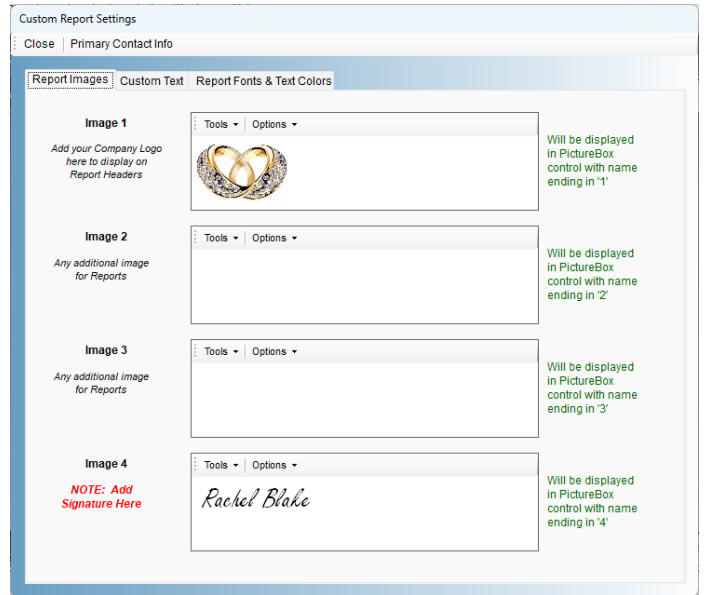 Custom Report Settings
Close Primary Contact Info
Report Images Custom Text Report Fonts & Text Colors
Image 1
Add your Company Logo
here to display on
Report Headers
Tools Options
Will be displayed
in PictureBox
control with name
ending in '1'
Image 2
Any additional image
for Reports
Tools Options
Will be displayed
in PictureBox
control with name
ending in '2'
Image 3
Any additional image
for Reports
Tools Options
Will be displayed
in PictureBox
control with name
ending in '3'
Image 4
NOTE: Add
Signature Here
Tools Options
Rachel Blake
Will be displayed
in PictureBox
control with name
ending in '4'